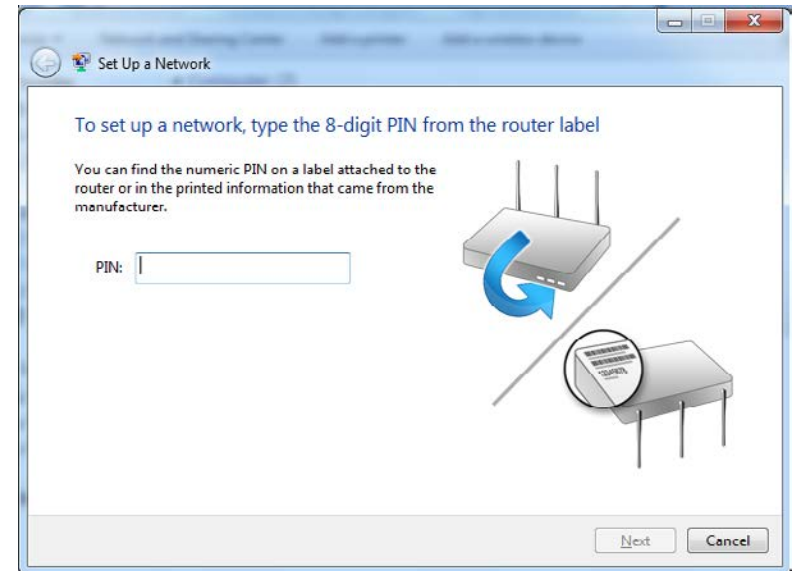 Set Up a Network
To set up a network, type the 8-digit PIN from the router label
You can find the numeric PIN on a label attached to the
router or in the printed information that came from the
manufacturer.
PIN:
Next
Cancel